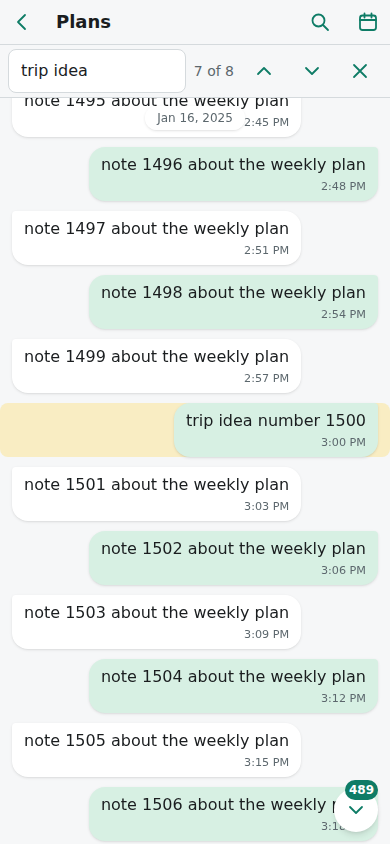 Plans
trip idea
7 of 8
note 1495 about the weekly plan
Jan 16, 2025
2:45 PM
note 1496 about the weekly plan
2:48 PM
note 1497 about the weekly plan
2:51 PM
note 1498 about the weekly plan
2:54 PM
note 1499 about the weekly plan
2:57 PM
trip idea number 1500
3:00 PM
note 1501 about the weekly plan
3:03 PM
note 1502 about the weekly plan
3:06 PM
note 1503 about the weekly plan
3:09 PM
note 1504 about the weekly plan
3:12 PM
note 1505 about the weekly plan
3:15 PM
489
note 1506 about the weekly